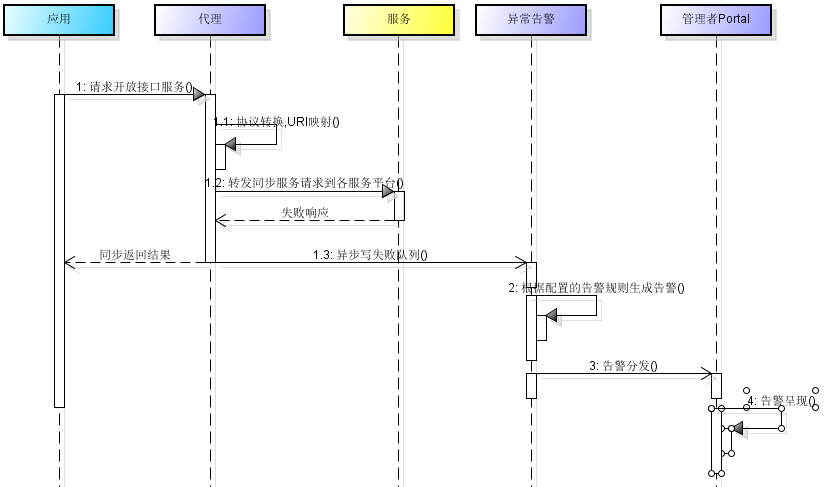 应用
代理
服务
异常告警
管理者Portal
1: 请求开放接口服务()
1.1: 协议转换,URI映射()
1.2: 转发同步服务请求到各服务平台()
失败响应
同步返回结果
1.3: 异步写失败队列()
2: 根据配置的告警规则生成告警()
3: 告警分发()
4: 告警呈现()